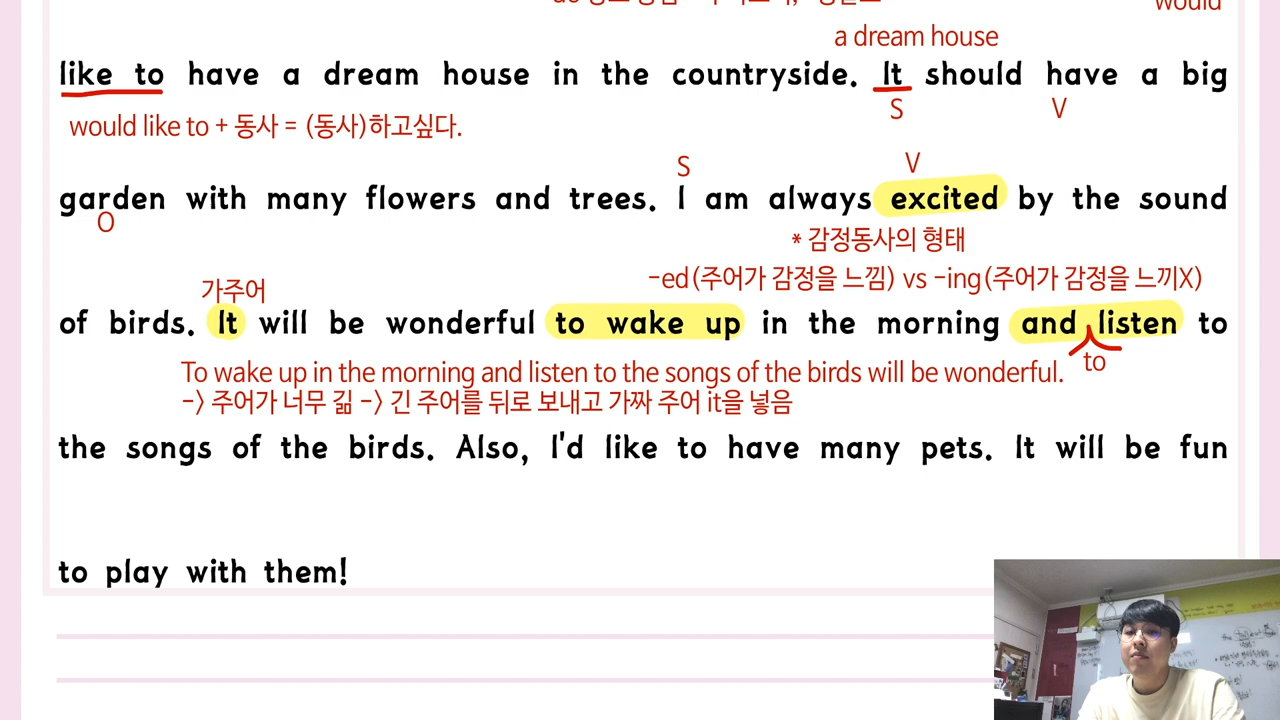 would
a dream house
like to have a dream house in the countryside. It should have a big
S V
would like to + 동사 = (동사)하고싶다.
S V
garden with many flowers and trees. I am always excited by the sound
O
* 감정동사의 형태
-ed(주어가 감정을 느낌) vs -ing(주어가 감정을 느끼X)
가주어
of birds. It will be wonderful to wake up in the morning and listen to
to
To wake up in the morning and listen to the songs of the birds will be wonderful.
-> 주어가 너무 긺 -> 긴 주어를 뒤로 보내고 가짜 주어 it을 넣음
the songs of the birds. Also, I'd like to have many pets. It will be fun
to play with them!